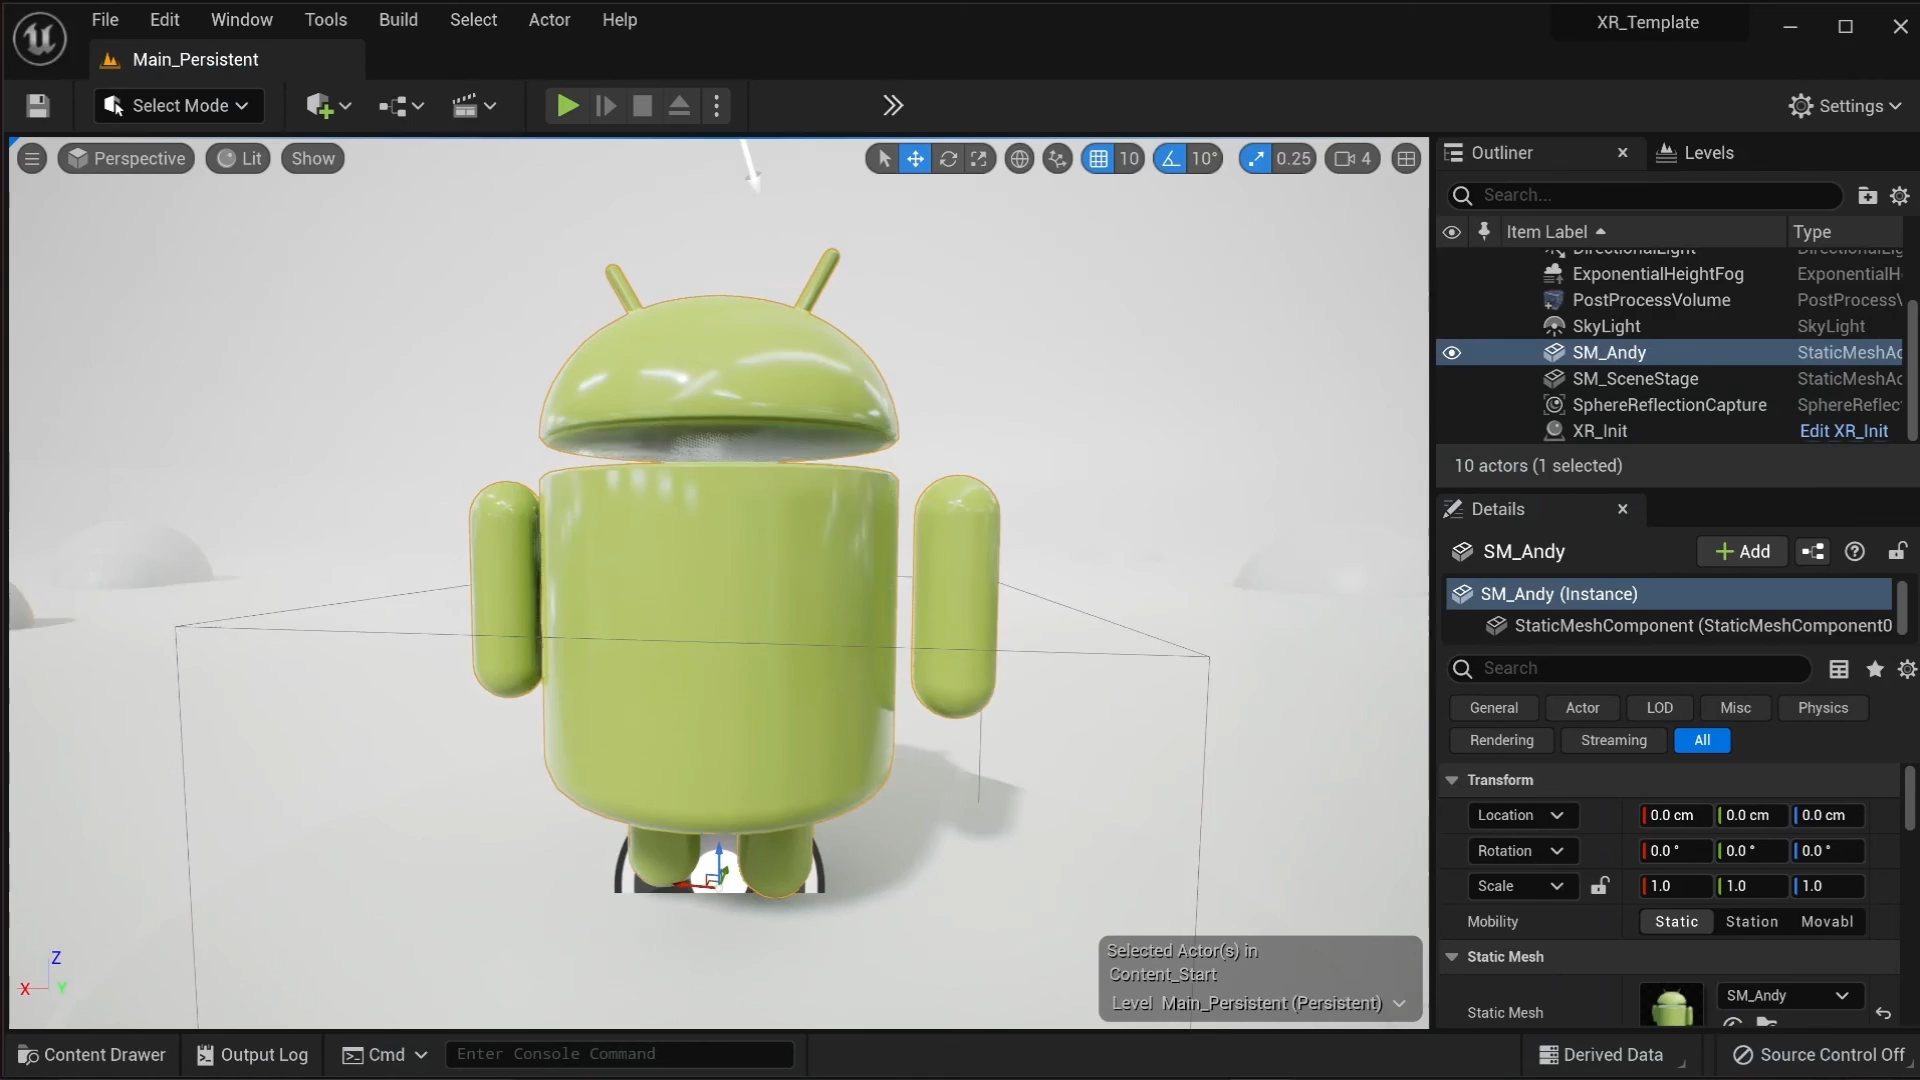 File Edit Window Tools Build Select Actor Help
XR_Template
Main_Persistent
Select Mode
Settings
Perspective Lit Show
10 10° 0.25 4
Outliner Levels
Search...
Item Label Type
DirectionalLight DirectionalLig
ExponentialHeightFog ExponentialH
PostProcessVolume PostProcessV
SkyLight SkyLight
SM_Andy StaticMeshAc
SM_SceneStage StaticMeshAc
SphereReflectionCapture SphereReflec
XR_Init Edit XR_Init
10 actors (1 selected)
Details
SM_Andy Add
SM_Andy (Instance)
StaticMeshComponent (StaticMeshComponent0
Search
General Actor LOD Misc Physics
Rendering Streaming All
Transform
Location 0.0 cm 0.0 cm 0.0 cm
Rotation 0.0 ° 0.0 ° 0.0 °
Scale 1.0 1.0 1.0
Mobility Static Station Movabl
Static Mesh
Static Mesh SM_Andy
Z
X Y
Selected Actor(s) in
Content_Start
Level Main_Persistent (Persistent)
Content Drawer Output Log Cmd Enter Console Command Derived Data Source Control Off